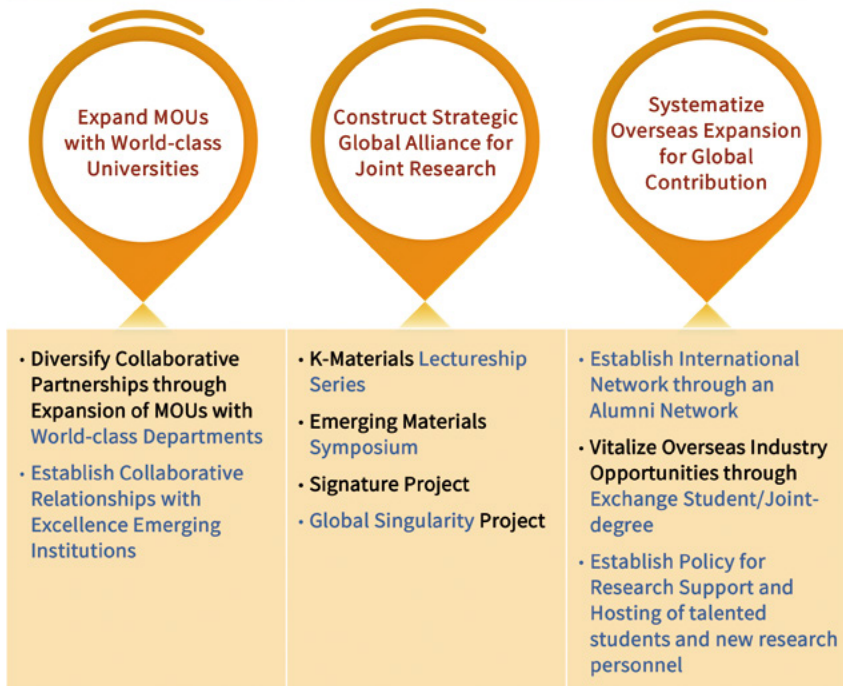 Expand MOUs
with World-class
Universities
Construct Strategic
Global Alliance for
Joint Research
Systematize
Overseas Expansion
for Global
Contribution
• Diversify Collaborative
Partnerships through
Expansion of MOUs with
World-class Departments
• Establish Collaborative
Relationships with
Excellence Emerging
Institutions
• K-Materials Lectureship
Series
• Emerging Materials
Symposium
• Signature Project
• Global Singularity Project
• Establish International
Network through an
Alumni Network
• Vitalize Overseas Industry
Opportunities through
Exchange Student/Joint-
degree
• Establish Policy for
Research Support and
Hosting of talented
students and new research
personnel